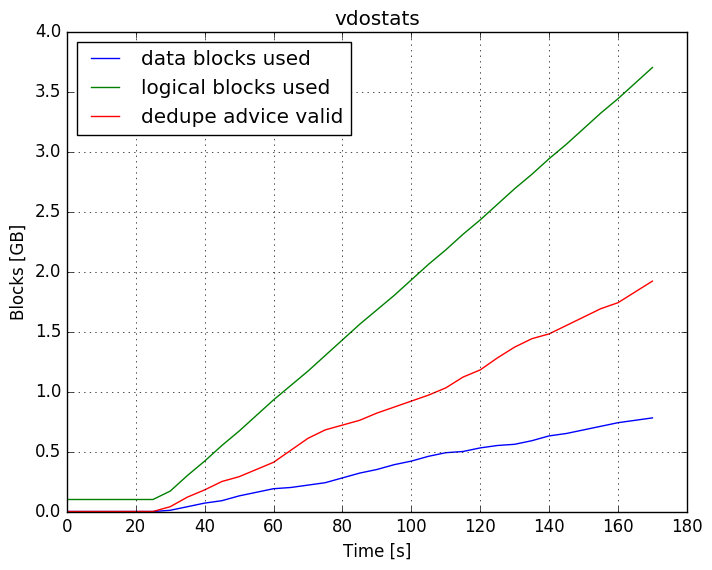 vdostats
data blocks used
logical blocks used
dedupe advice valid
Blocks [GB]
4.0
3.5
3.0
2.5
2.0
1.5
1.0
0.5
0.0
0 20 40 60 80 100 120 140 160 180
Time [s]